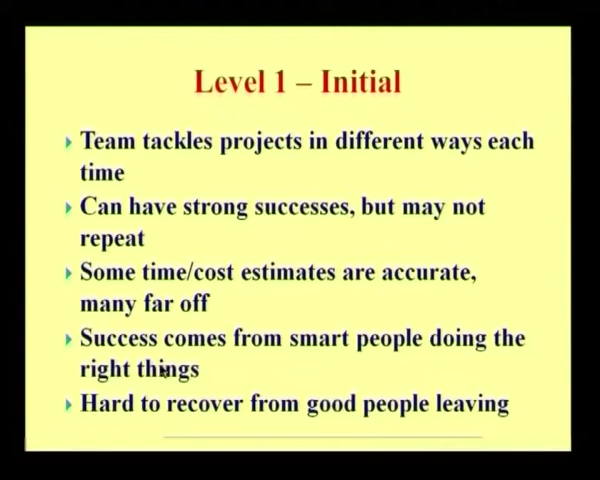 Level 1 – Initial
Team tackles projects in different ways each
time
Can have strong successes, but may not
repeat
Some time/cost estimates are accurate,
many far off
Success comes from smart people doing the
right things
Hard to recover from good people leaving